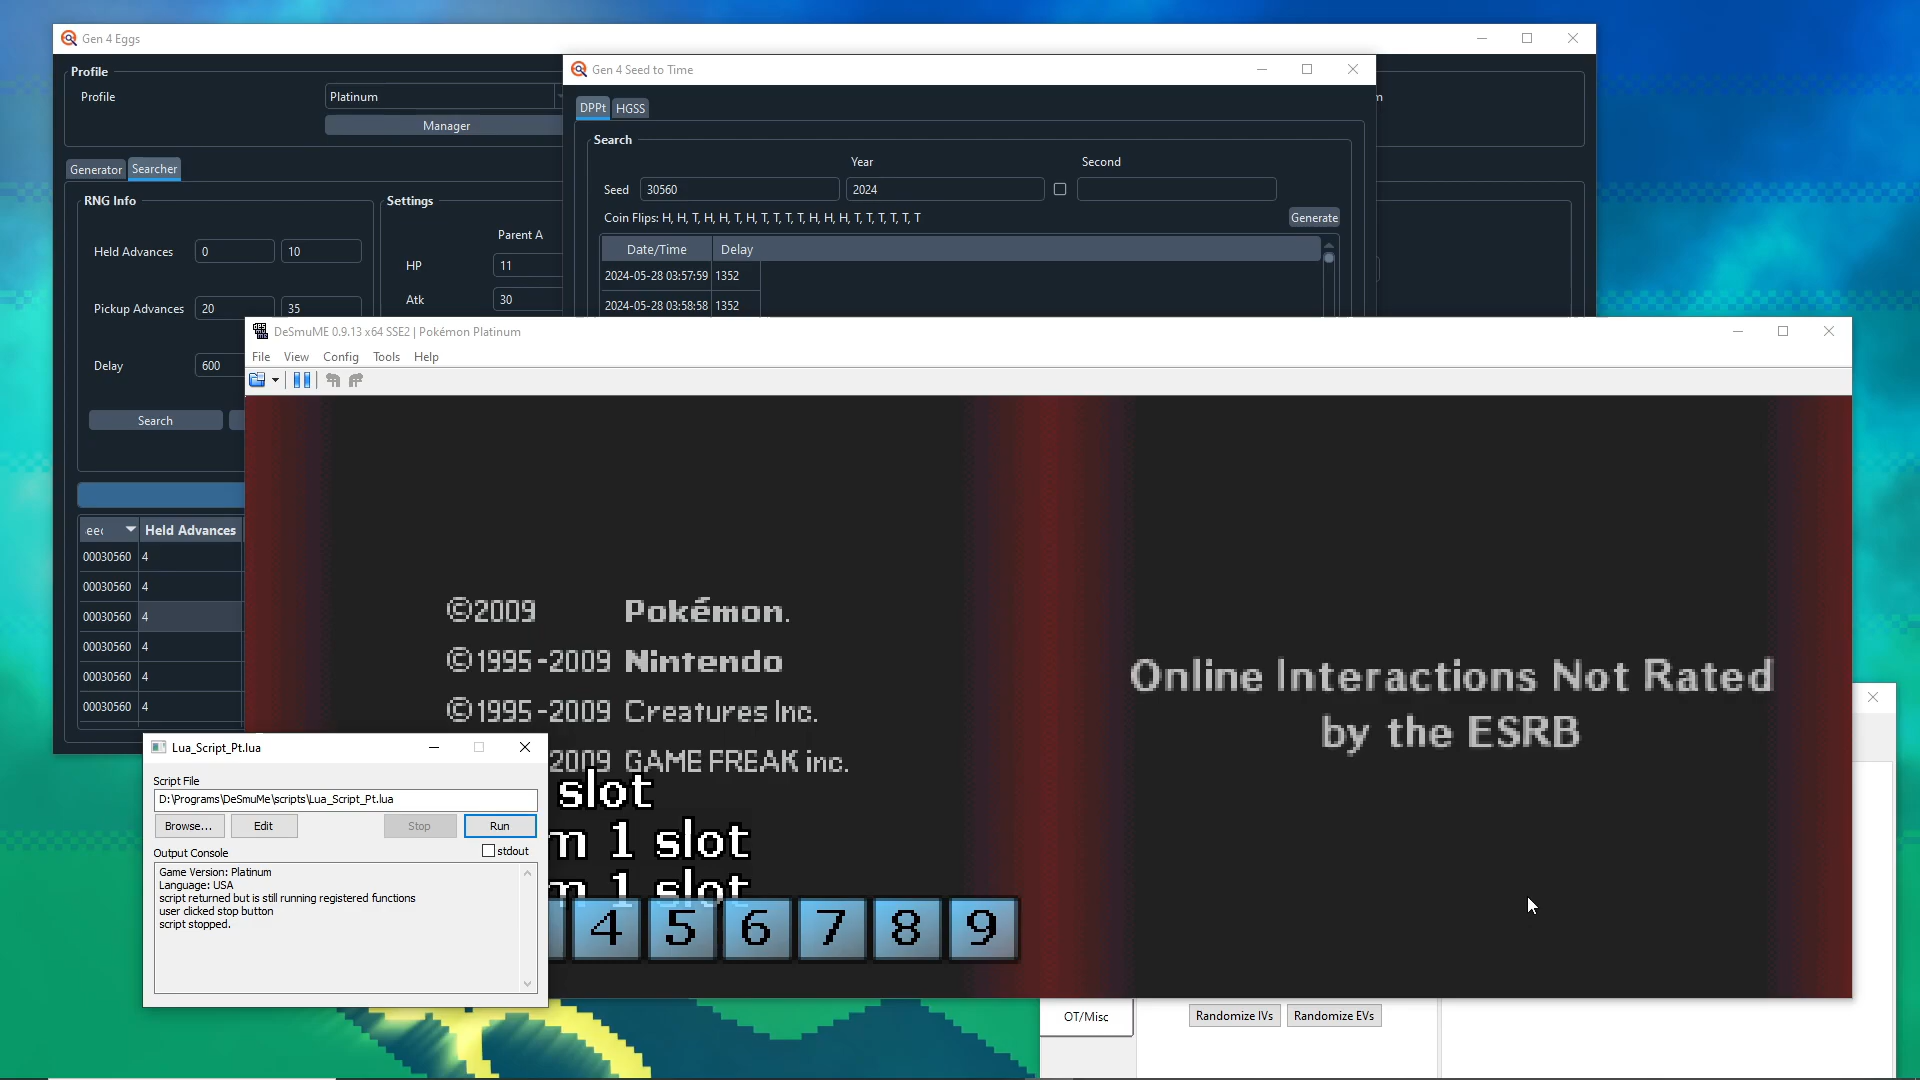 Gen 4 Eggs
Profile
Profile
Platinum
Manager
Generator
Searcher
RNG Info
Held Advances
0
10
Pickup Advances
20
35
Delay
600
Search
Held Advances
00030560 4
00030560 4
00030560 4
00030560 4
00030560 4
00030560 4
Settings
Parent A
HP
11
Atk
30
Gen 4 Seed to Time
DPPt
HGSS
Search
Year
Second
Seed
30560
2024
Coin Flips: H, H, T, H, H, T, H, T, T, T, T, H, H, H, T, T, T, T, T, T
Generate
Date/Time Delay
2024-05-28 03:57:59 1352
2024-05-28 03:58:58 1352
DeSmuME 0.9.13 x64 SSE2 | Pokémon Platinum
File View Config Tools Help
©2009 Pokémon.
©1995-2009 Nintendo
©1995-2009 Creatures Inc.
2009 GAME FREAK inc.
slot
m 1 slot
m 1 slot
4 5 6 7 8 9
Online Interactions Not Rated
by the ESRB
Lua_Script_Pt.lua
Script File
D:\Programs\DeSmuMe\scripts\Lua_Script_Pt.lua
Browse...
Edit
Stop
Run
Output Console
stdout
Game Version: Platinum
Language: USA
script returned but is still running registered functions
user clicked stop button
script stopped.
OT/Misc
Randomize IVs
Randomize EVs